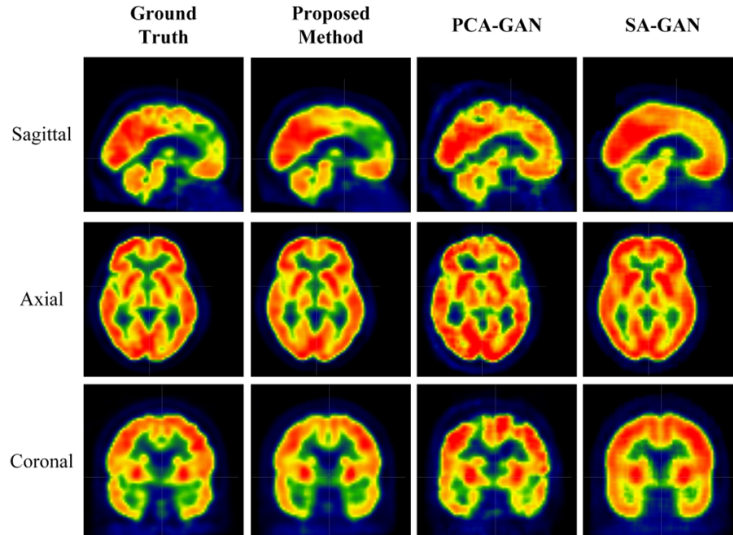 Ground
Truth
Proposed
Method
PCA-GAN
SA-GAN
Sagittal
Axial
Coronal